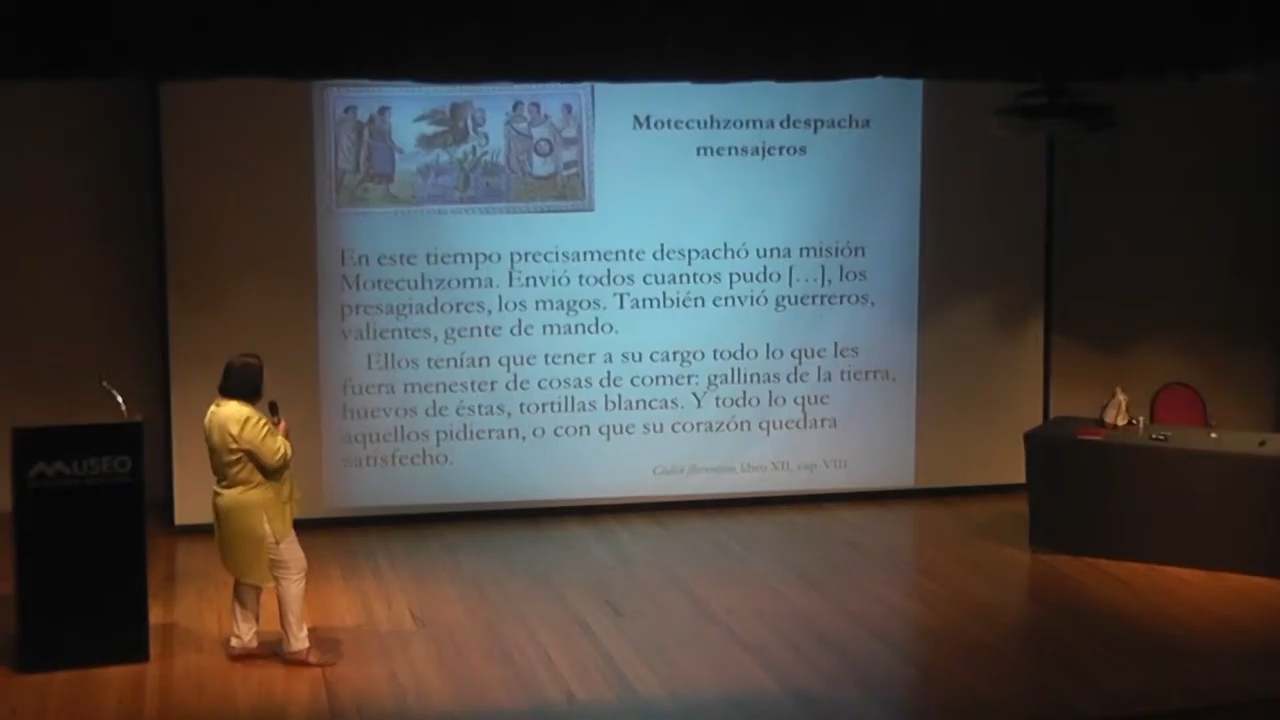 Motecuhzoma despacha
mensajeros
En este tiempo precisamente despachó una misión
Motecuhzoma. Envió todos cuantos pudo [...], los
presagiadores, los magos. También envió guerreros,
valientes, gente de mando.
Ellos tenían que tener a su cargo todo lo que les
fuera menester de cosas de comer: gallinas de la tierra,
huevos de éstas, tortillas blancas. Y todo lo que
aquellos pidieran, o con que su corazón quedara
satisfecho.
Códice florentino, libro XII, cap. VIII
MUSEO